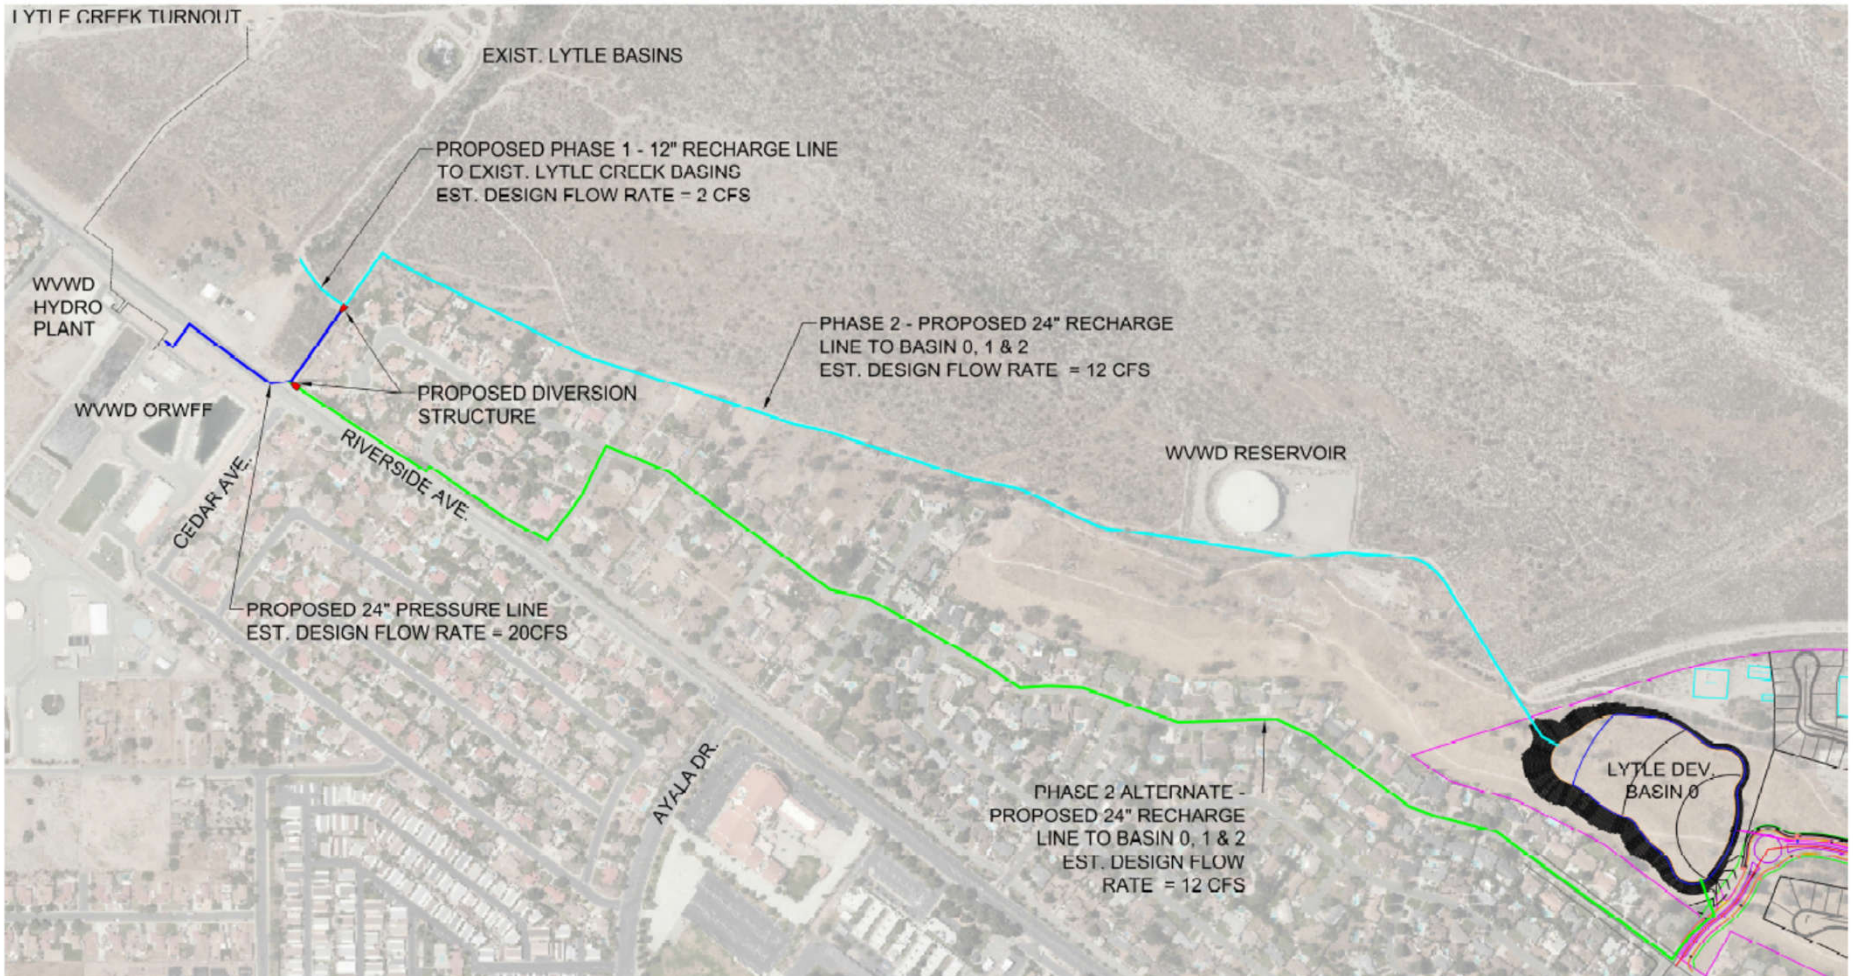 LYTLE CREEK TURNOUT
EXIST. LYTLE BASINS
PROPOSED PHASE 1 - 12" RECHARGE LINE
TO EXIST. LYTLE CREEK BASINS
EST. DESIGN FLOW RATE = 2 CFS
WVWD
HYDRO
PLANT
PHASE 2 - PROPOSED 24" RECHARGE
LINE TO BASIN 0, 1 & 2
EST. DESIGN FLOW RATE = 12 CFS
PROPOSED DIVERSION
STRUCTURE
WVWD ORWFF
RIVERSIDE AVE.
CEDAR AVE.
WVWD RESERVOIR
PROPOSED 24" PRESSURE LINE
EST. DESIGN FLOW RATE = 20CFS
AYALA DR.
LYTLE DEV.
BASIN 0
PHASE 2 ALTERNATE -
PROPOSED 24" RECHARGE
LINE TO BASIN 0, 1 & 2
EST. DESIGN FLOW
RATE = 12 CFS